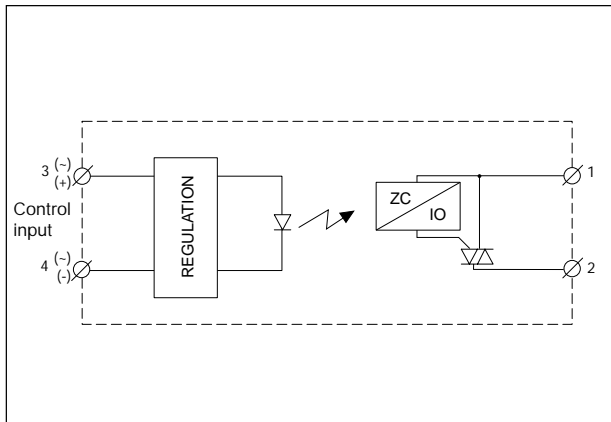 3 (~)
(+)
Control
input
4 (~)
(-)
REGULATION
ZC
IO
1
2